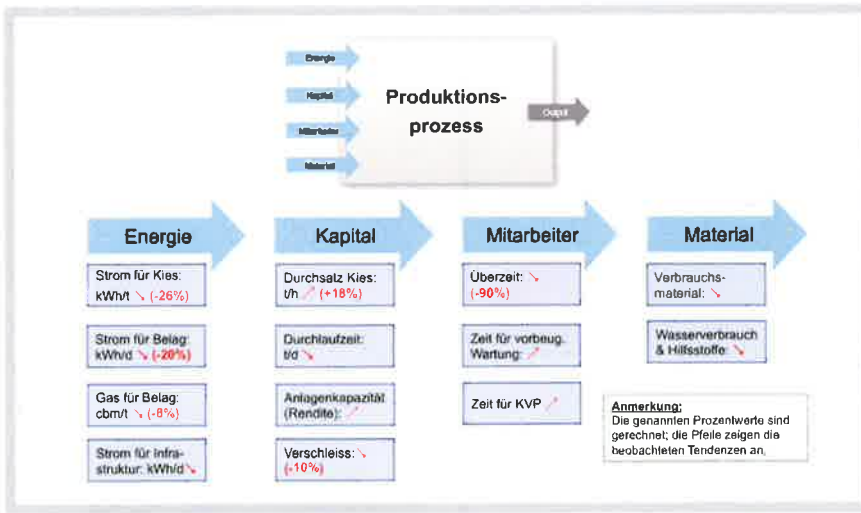 Energie
Kapital
Mitarbeiter
Material
Produktions-
prozess
Output
Energie
Kapital
Mitarbeiter
Material
Strom für Kies:
kWh/t ↘ (-26%)
Strom für Belag:
kWh/d ↘ (-20%)
Gas für Belag:
cbm/t ↘ (-8%)
Strom für Infra-
struktur: kWh/d ↘
Durchsatz Kies:
t/h ↗ (+18%)
Durchlaufzeit:
t/d ↘
Anlagenkapazität
(Rendite): ↗
Verschleiss: ↘
(-10%)
Überzeit: ↘
(-90%)
Zeit für vorbeug.
Wartung: ↗
Zeit für KVP ↗
Verbrauchs-
material: ↘
Wasserverbrauch
& Hilfsstoffe: ↘
Anmerkung:
Die genannten Prozentwerte sind
gerechnet; die Pfeile zeigen die
beobachteten Tendenzen an.